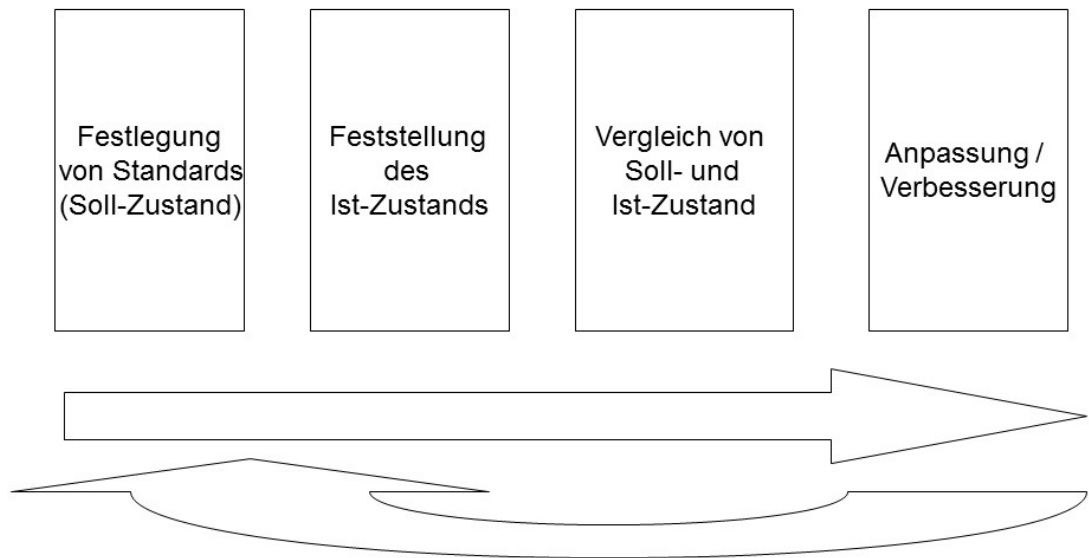 Festlegung
von Standards
(Soll-Zustand)
Feststellung
des
Ist-Zustands
Vergleich von
Soll- und
Ist-Zustand
Anpassung /
Verbesserung